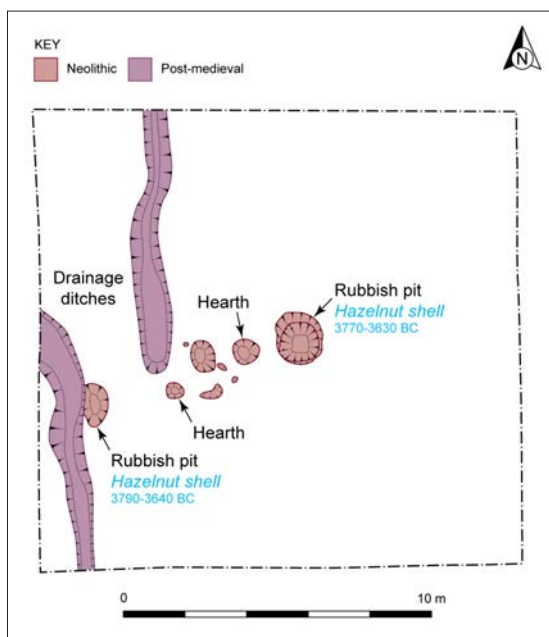 KEY
Neolithic
Post-medieval
N
Drainage
ditches
Hearth
Rubbish pit
Hazelnut shell
3770-3630 BC
Hearth
Rubbish pit
Hazelnut shell
3790-3640 BC
0
10 m